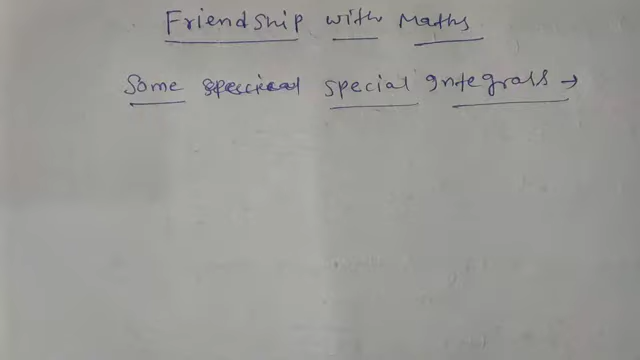 Friendship with Maths
Some special Integrals →